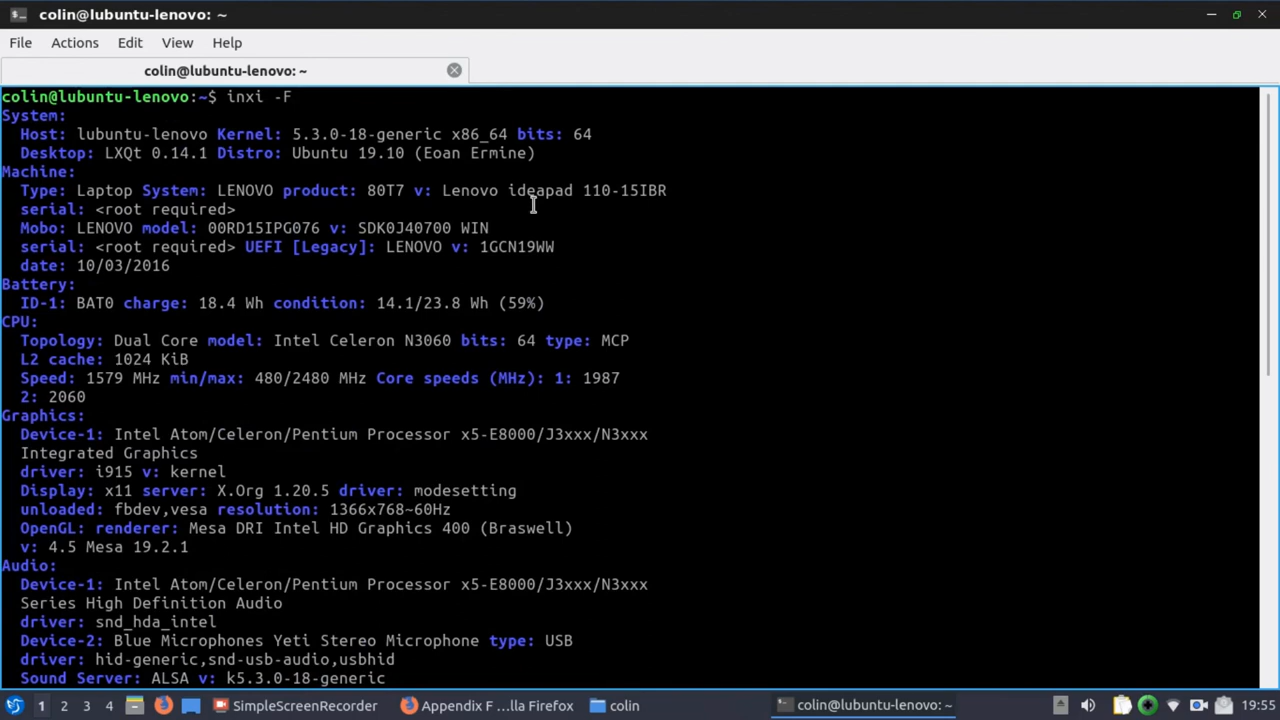 colin@lubuntu-lenovo: ~
File Actions Edit View Help
colin@lubuntu-lenovo: ~
colin@lubuntu-lenovo:~$ inxi -F
System:
Host: lubuntu-lenovo Kernel: 5.3.0-18-generic x86_64 bits: 64
Desktop: LXQt 0.14.1 Distro: Ubuntu 19.10 (Eoan Ermine)
Machine:
Type: Laptop System: LENOVO product: 80T7 v: Lenovo ideapad 110-15IBR
serial: <root required>
Mobo: LENOVO model: 00RD15IPG076 v: SDK0J40700 WIN
serial: <root required> UEFI [Legacy]: LENOVO v: 1GCN19WW
date: 10/03/2016
Battery:
ID-1: BAT0 charge: 18.4 Wh condition: 14.1/23.8 Wh (59%)
CPU:
Topology: Dual Core model: Intel Celeron N3060 bits: 64 type: MCP
L2 cache: 1024 KiB
Speed: 1579 MHz min/max: 480/2480 MHz Core speeds (MHz): 1: 1987
2: 2060
Graphics:
Device-1: Intel Atom/Celeron/Pentium Processor x5-E8000/J3xxx/N3xxx
Integrated Graphics
driver: i915 v: kernel
Display: x11 server: X.Org 1.20.5 driver: modesetting
unloaded: fbdev,vesa resolution: 1366x768~60Hz
OpenGL: renderer: Mesa DRI Intel HD Graphics 400 (Braswell)
v: 4.5 Mesa 19.2.1
Audio:
Device-1: Intel Atom/Celeron/Pentium Processor x5-E8000/J3xxx/N3xxx
Series High Definition Audio
driver: snd_hda_intel
Device-2: Blue Microphones Yeti Stereo Microphone type: USB
driver: hid-generic,snd-usb-audio,usbhid
Sound Server: ALSA v: k5.3.0-18-generic
1 2 3 4 SimpleScreenRecorder Appendix F ...lla Firefox colin colin@lubuntu-lenovo: ~ 19:55